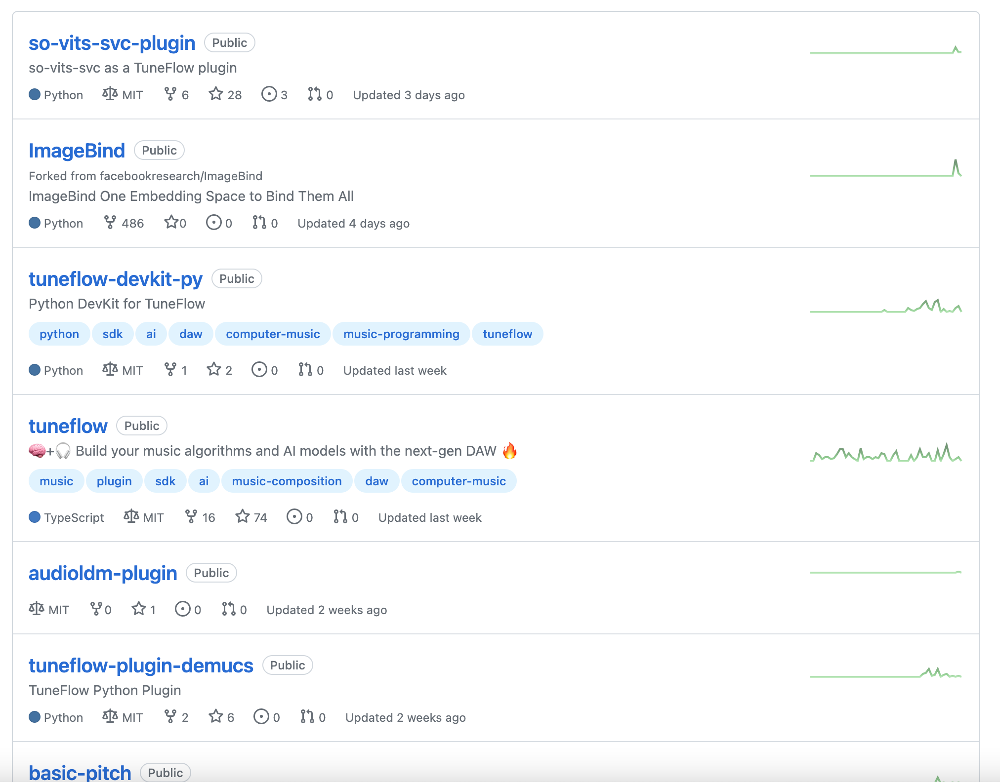 so-vits-svc-plugin Public
so-vits-svc as a TuneFlow plugin
Python MIT 6 28 3 0 Updated 3 days ago
ImageBind Public
Forked from facebookresearch/ImageBind
ImageBind One Embedding Space to Bind Them All
Python 486 0 0 0 Updated 4 days ago
tuneflow-devkit-py Public
Python DevKit for TuneFlow
python sdk ai daw computer-music music-programming tuneflow
Python MIT 1 2 0 0 Updated last week
tuneflow Public
🧠+🎧 Build your music algorithms and AI models with the next-gen DAW 🔥
music plugin sdk ai music-composition daw computer-music
TypeScript MIT 16 74 0 0 Updated last week
audioldm-plugin Public
MIT 0 1 0 0 Updated 2 weeks ago
tuneflow-plugin-demucs Public
TuneFlow Python Plugin
Python MIT 2 6 0 0 Updated 2 weeks ago
basic-pitch Public